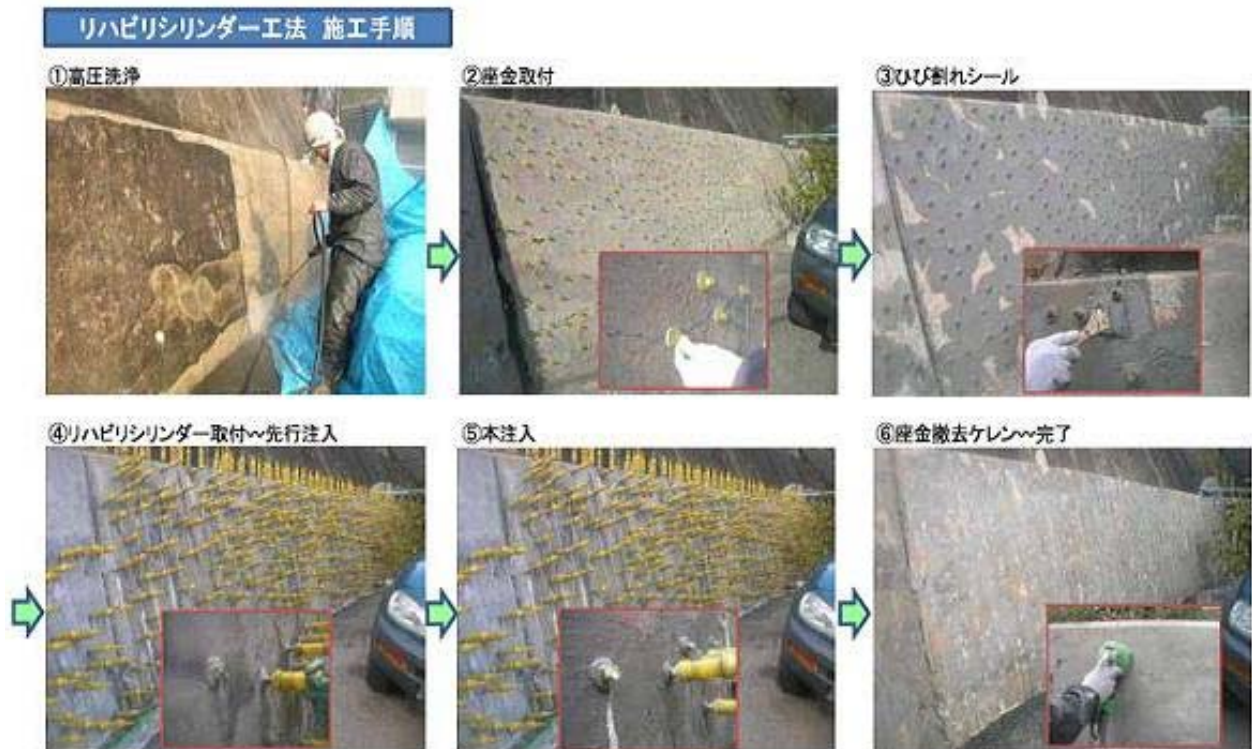 リハビリシリンダー工法 施工手順
①高圧洗浄
②座金取付
③ひび割れシール
④リハビリシリンダー取付～先行注入
⑤本注入
⑥座金撤去ケレン～完了